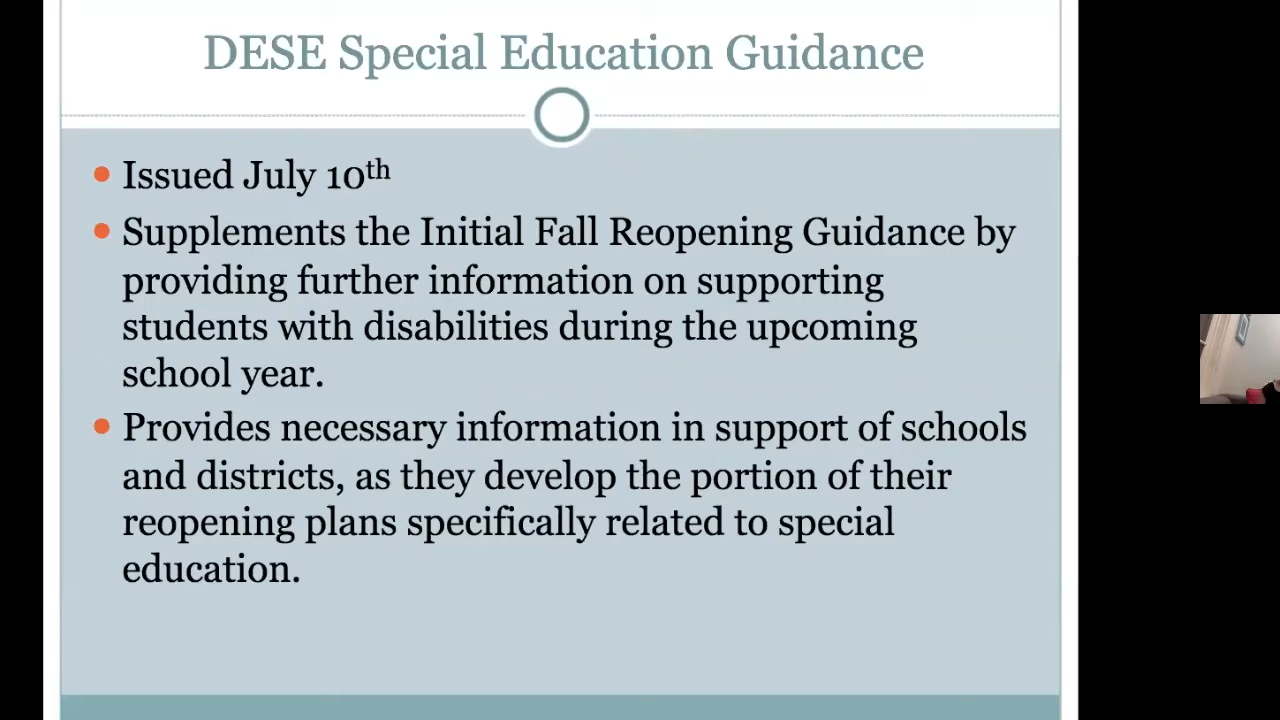 DESE Special Education Guidance
Issued July 10th
Supplements the Initial Fall Reopening Guidance by
providing further information on supporting
students with disabilities during the upcoming
school year.
Provides necessary information in support of schools
and districts, as they develop the portion of their
reopening plans specifically related to special
education.